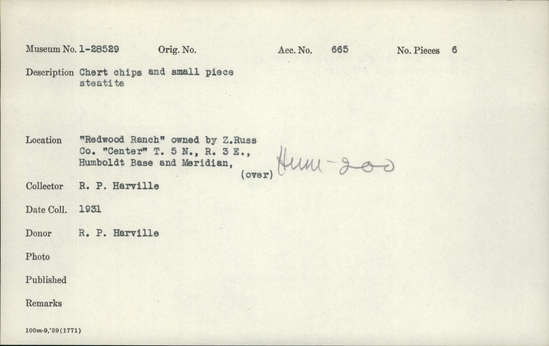 Museum No. 1-28529 Orig. No. Acc. No. 665 No. Pieces 6
Description Chert chips and small piece
steatite
Location "Redwood Ranch" owned by Z.Russ
Co. "Center" T. 5 N., R. 3 E.,
Humboldt Base and Meridian,
(over) Hum-200
Collector R. P. Harville
Date Coll. 1931
Donor R. P. Harville
Photo
Published
Remarks
100m-9,'39(1771)